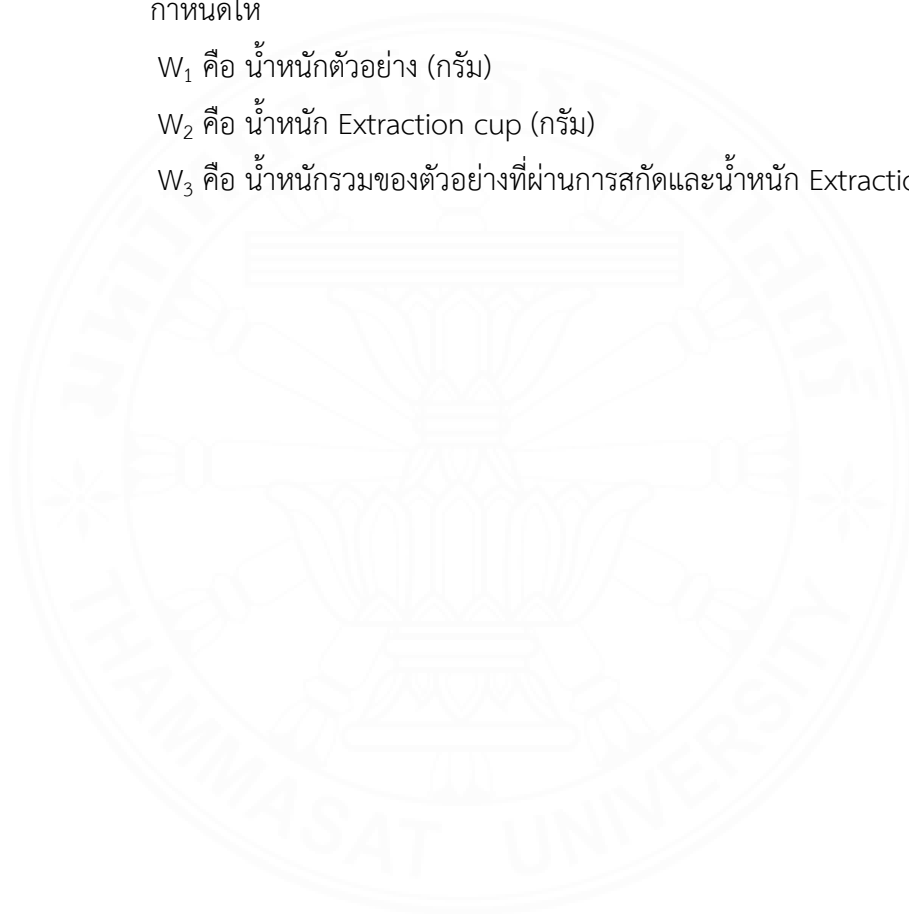 กำหนดให้
W₁ คือ น้ำหนักตัวอย่าง (กรัม)
W₂ คือ น้ำหนัก Extraction cup (กรัม)
W₃ คือ น้ำหนักรวมของตัวอย่างที่ผ่านการสกัดและน้ำหนัก
THAMMASAT UNIVERSITY